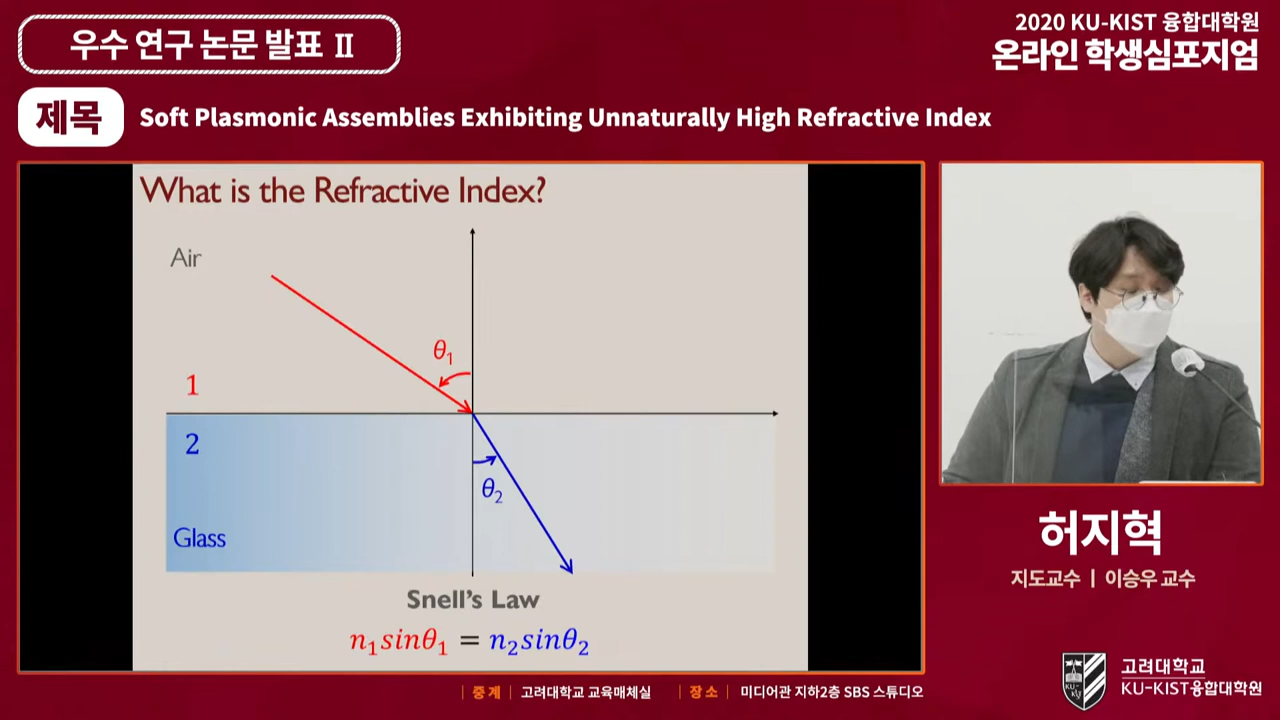 우수 연구 논문 발표 Ⅱ
2020 KU-KIST 융합대학원
온라인 학생심포지엄
제목
Soft Plasmonic Assemblies Exhibiting Unnaturally High Refractive Index
What is the Refractive Index?
Air
θ1
1
2
θ2
Glass
Snell's Law
n1sinθ1 = n2sinθ2
허지혁
지도교수 | 이승우 교수
KU-KIST
고려대학교
KU-KIST융합대학원
| 중계 | 고려대학교 교육매체실 | 장소 | 미디어관 지하2층 SBS 스튜디오